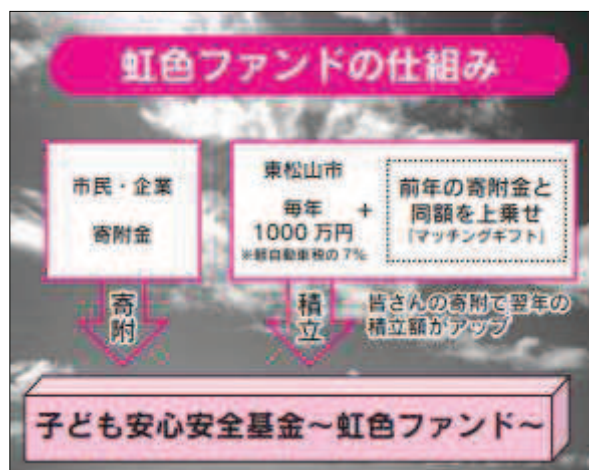 虹色ファンドの仕組み
市民・企業
寄附金
東松山市
毎年
1000万円
※軽自動車税の7%
+
前年の寄附金と
同額を上乗せ
「マッチングギフト」
寄附
積立
皆さんの寄附で翌年の
積立額がアップ
子ども安心安全基金～虹色ファンド～